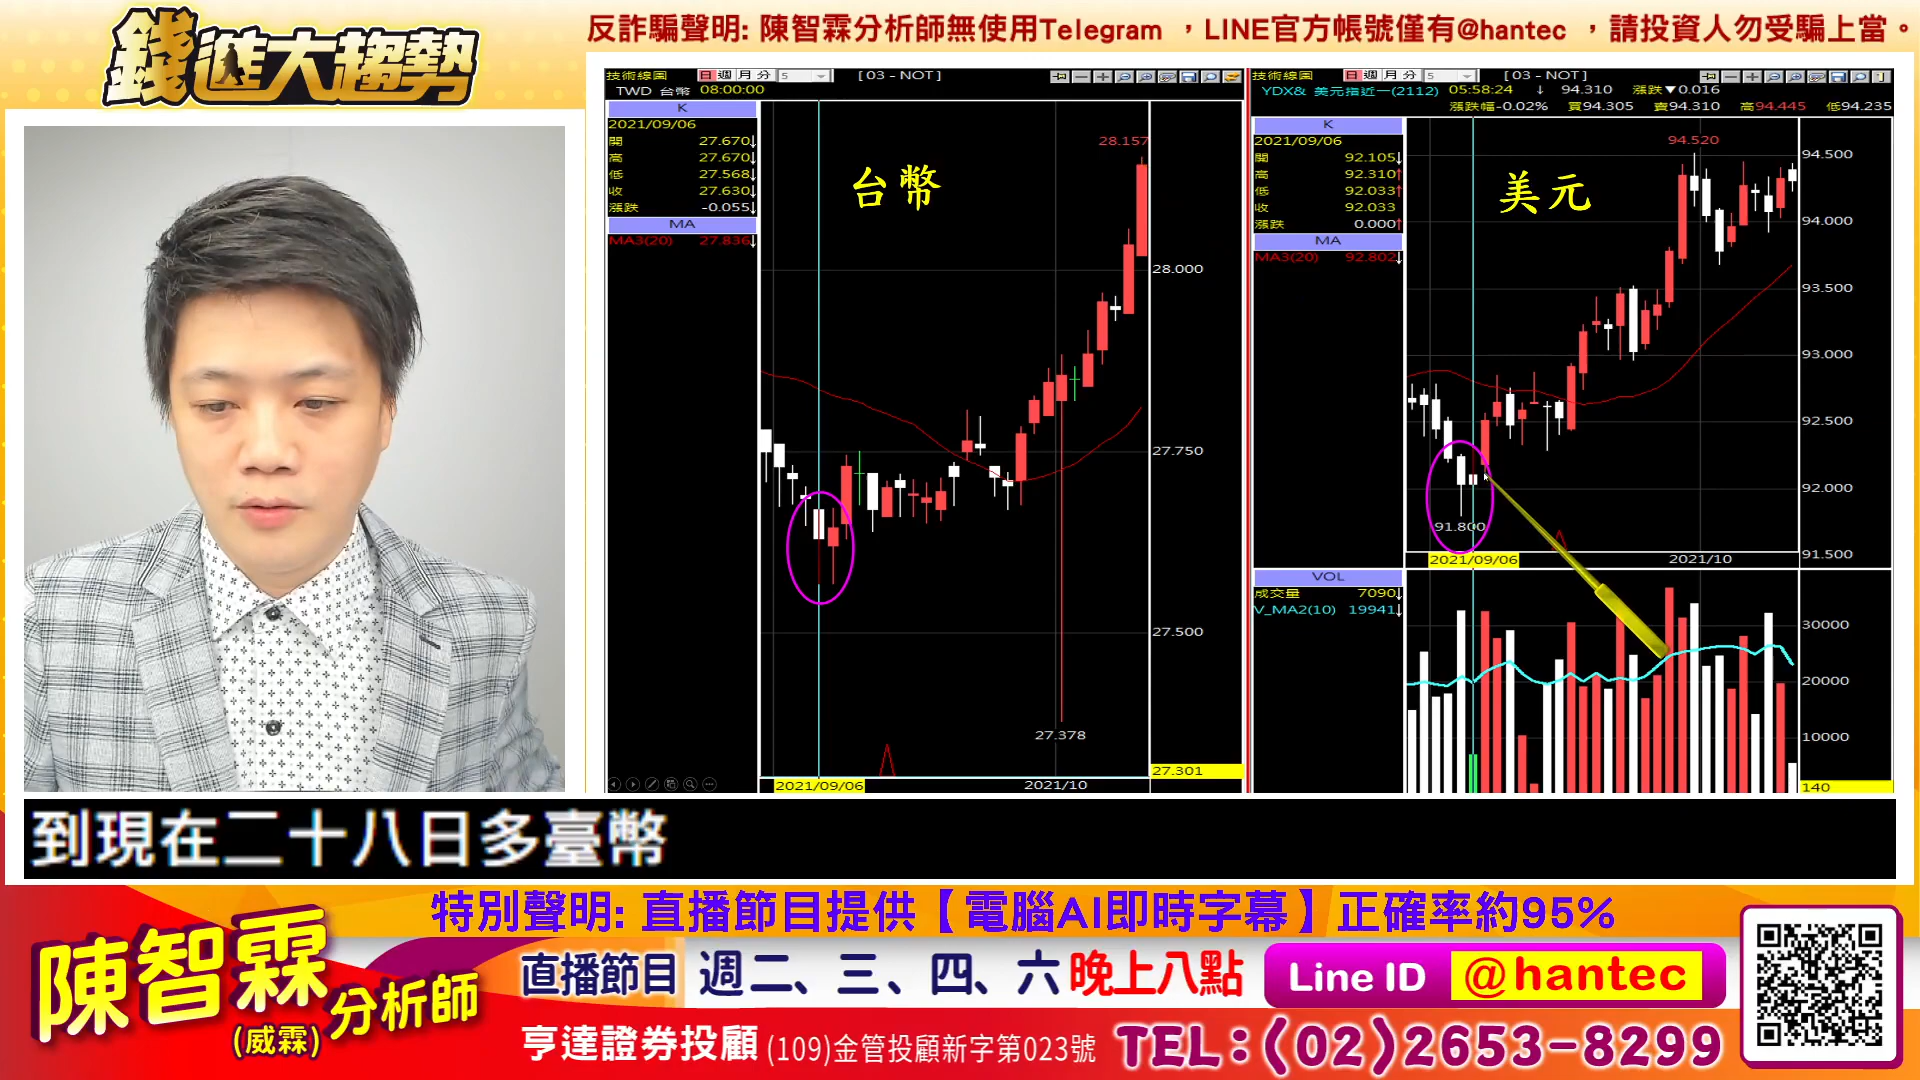 錢進大趨勢
反詐騙聲明: 陳智霖分析師無使用Telegram ，LINE官方帳號僅有@hantec ，請投資人勿受騙上當。
技術線圖 日 週 月 分 5 [ 03 - NOT ]
TWD 台幣 08:00:00
K
2021/09/06
開 27.670↓
高 27.670↓
低 27.568↓
收 27.630↓
漲跌 -0.055↓
MA
MA3(20) 27.836↓
台幣
28.157
28.000
27.750
27.500
27.378
27.301
2021/09/06
2021/10
技術線圖 日 週 月 分 5 [ 03 - NOT ]
YDX& 美元指近一(2112) 05:58:24 ↓ 94.310 漲跌▼0.016
漲跌幅-0.02% 買94.305 賣94.310 高94.445 低94.235
K
2021/09/06
開 92.105↓
高 92.310↑
低 92.033↑
收 92.033
漲跌 0.000↑
MA
MA3(20) 92.802↓
美元
94.520
94.500
94.000
93.500
93.000
92.500
92.000
91.500
91.800
2021/09/06
2021/10
VOL
成交量 7090↓
V_MA2(10) 19941↓
30000
20000
10000
140
到現在二十八日多臺幣
特別聲明: 直播節目提供【電腦AI即時字幕】正確率約95%
陳智霖分析師
(威霖)
直播節目 週二、三、四、六晚上八點
Line ID @hantec
亨達證券投顧 (109)金管投顧新字第023號 TEL:(02)2653-8299